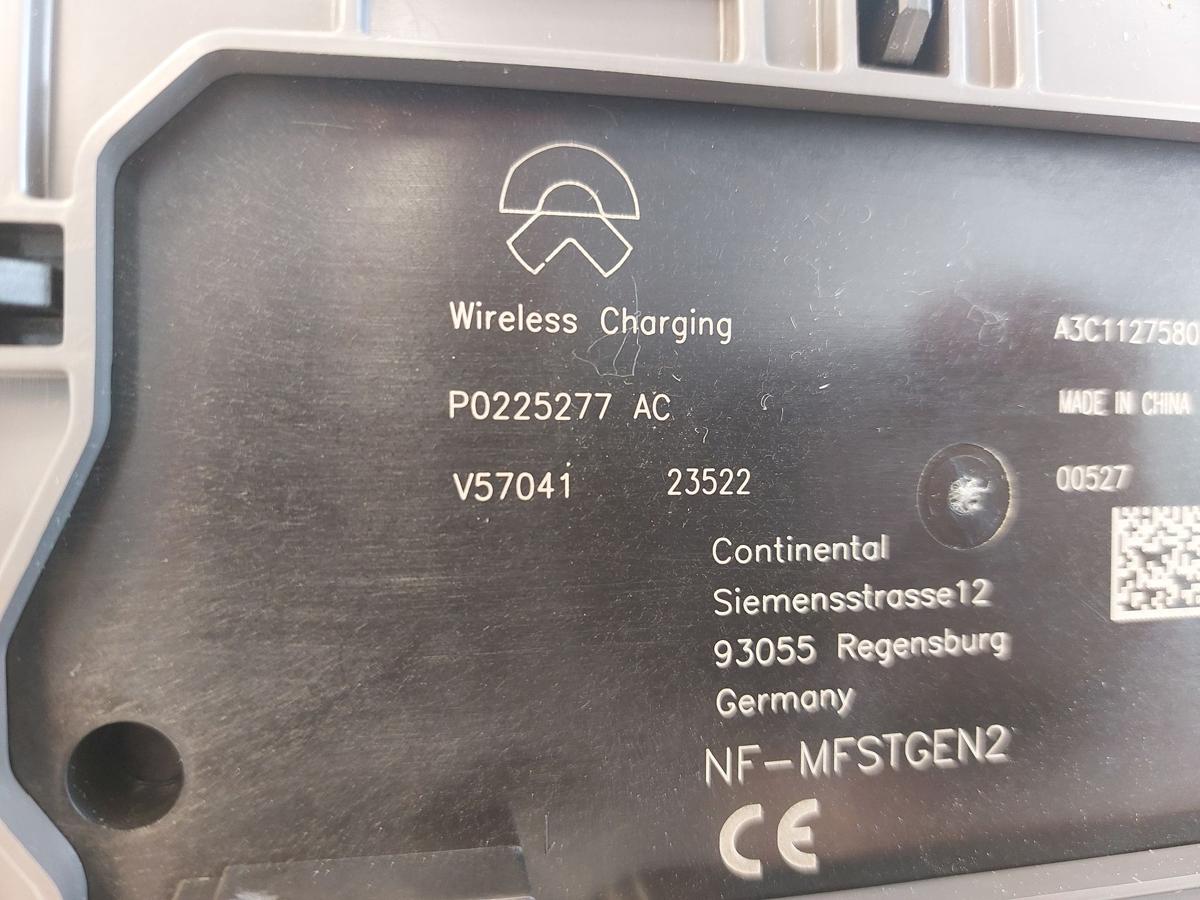 Wireless Charging
P0225277 AC
V57041 23522
Continental
Siemensstrasse12
93055 Regensburg
Germany
NF-MFSTGEN2
CE
A3C1127580
MADE IN CHINA
00527